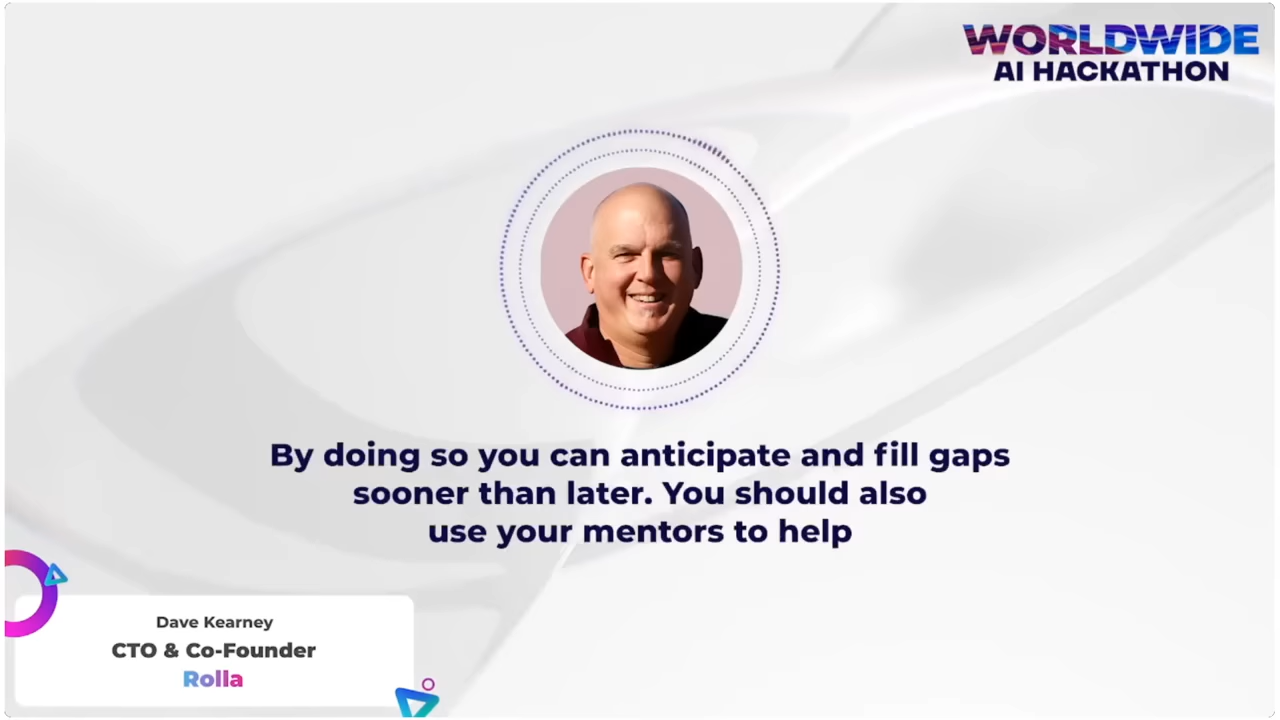 WORLDWIDE
AI HACKATHON
By doing so you can anticipate and fill gaps
sooner than later. You should also
use your mentors to help
Dave Kearney
CTO & Co-Founder
Rolla